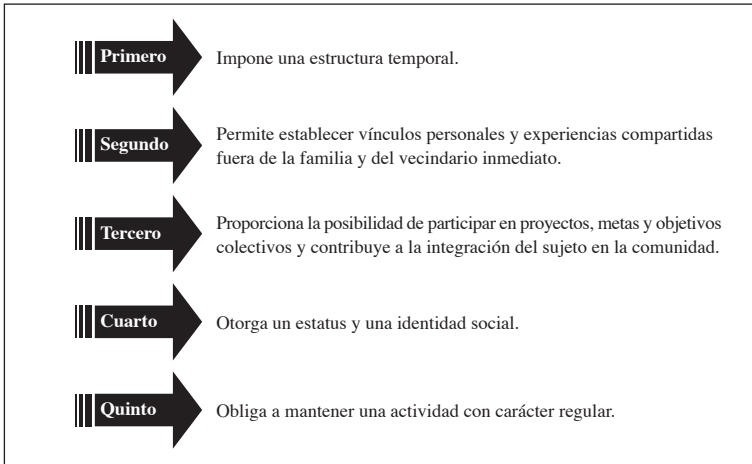 Primero
Impone una estructura temporal.
Segundo
Permite establecer vínculos personales y experiencias compartidas
fuera de la familia y del vecindario inmediato.
Tercero
Proporciona la posibilidad de participar en proyectos, metas y objetivos
colectivos y contribuye a la integración del sujeto en la comunidad.
Cuarto
Otorga un estatus y una identidad social.
Quinto
Obliga a mantener una actividad con carácter regular.